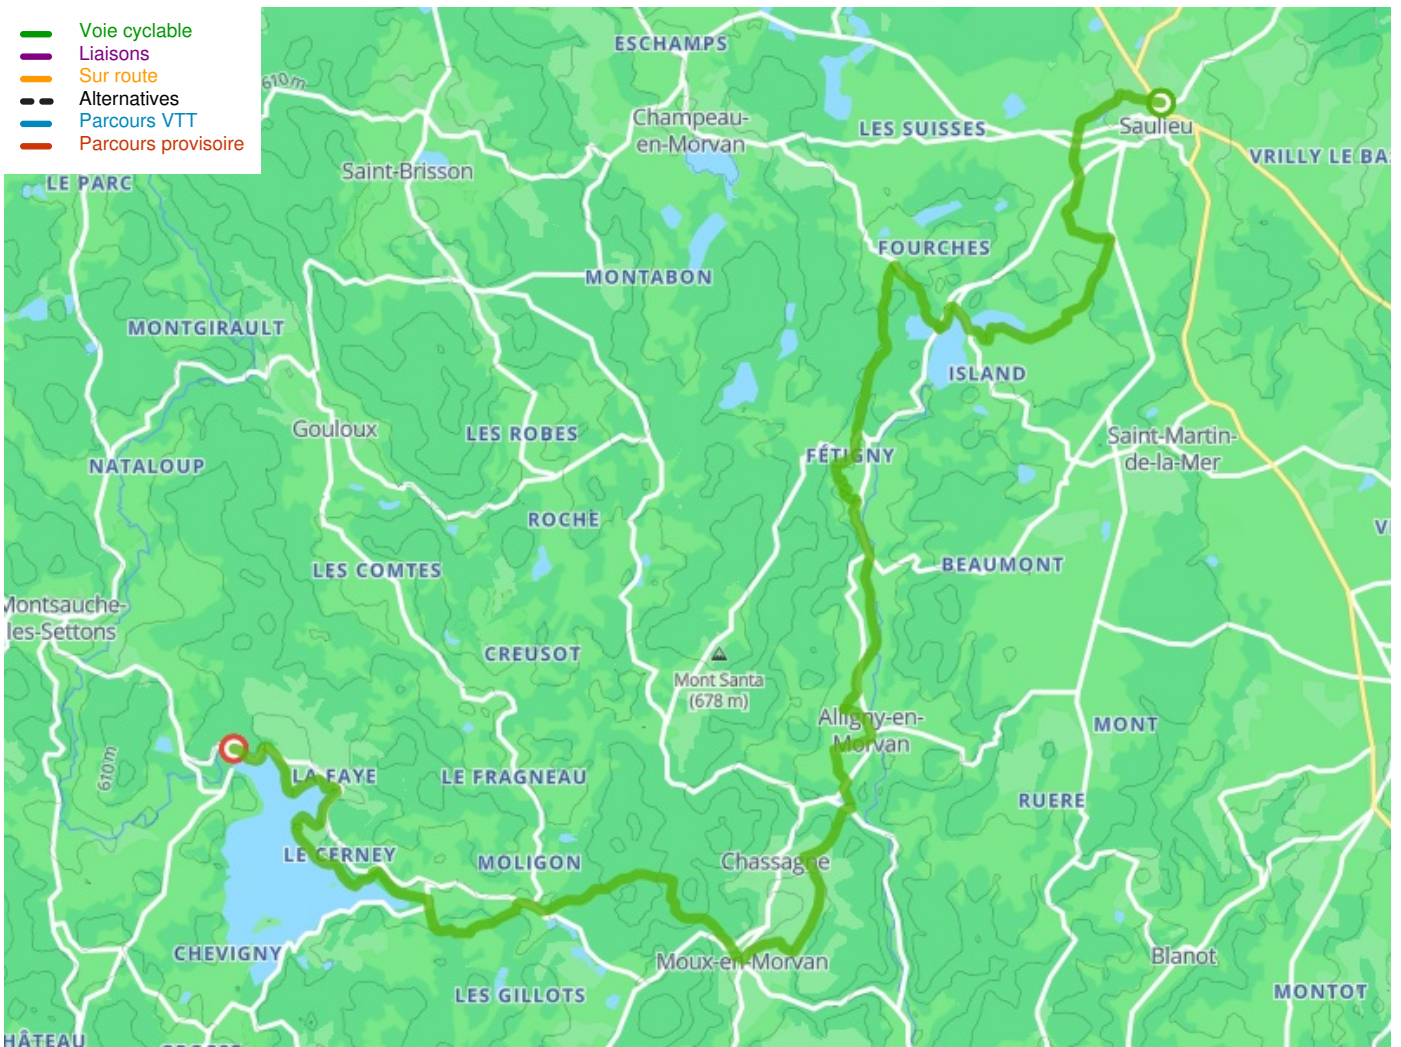 Voie cyclable
Liaisons
Sur route
Alternatives
Parcours VTT
Parcours provisoire
610 m
ESCHAMPS
Champeau-
en-Morvan
LES SUISSES
Saulieu
VRILLY LE BA
LE PARC
Saint-Brisson
FOURCHES
MONTABON
MONTGIRAULT
ISLAND
Gouloux
LES ROBES
Saint-Martin-
de-la-Mer
FÉTIGNY
NATALOUP
ROCHE
V
BEAUMONT
LES COMTES
Montsauche-
les-Settons
CREUSOT
Mont Santa
(678 m)
Alligny-en-
Morvan
MONT
610 m
LA FAYE
LE FRAGNEAU
RUERE
LE CERNEY
MOLIGON
Chassagne
CHEVIGNY
Moux-en-Morvan
Blanot
LES GILLOTS
MONTOT
HÂTEAU